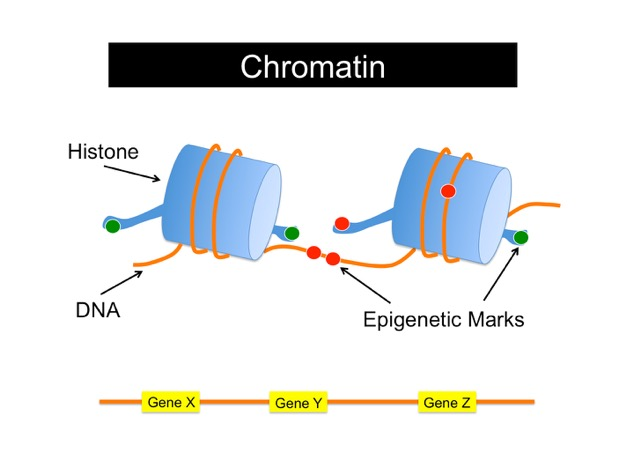 Chromatin
Histone
DNA
Epigenetic Marks
Gene X
Gene Y
Gene Z